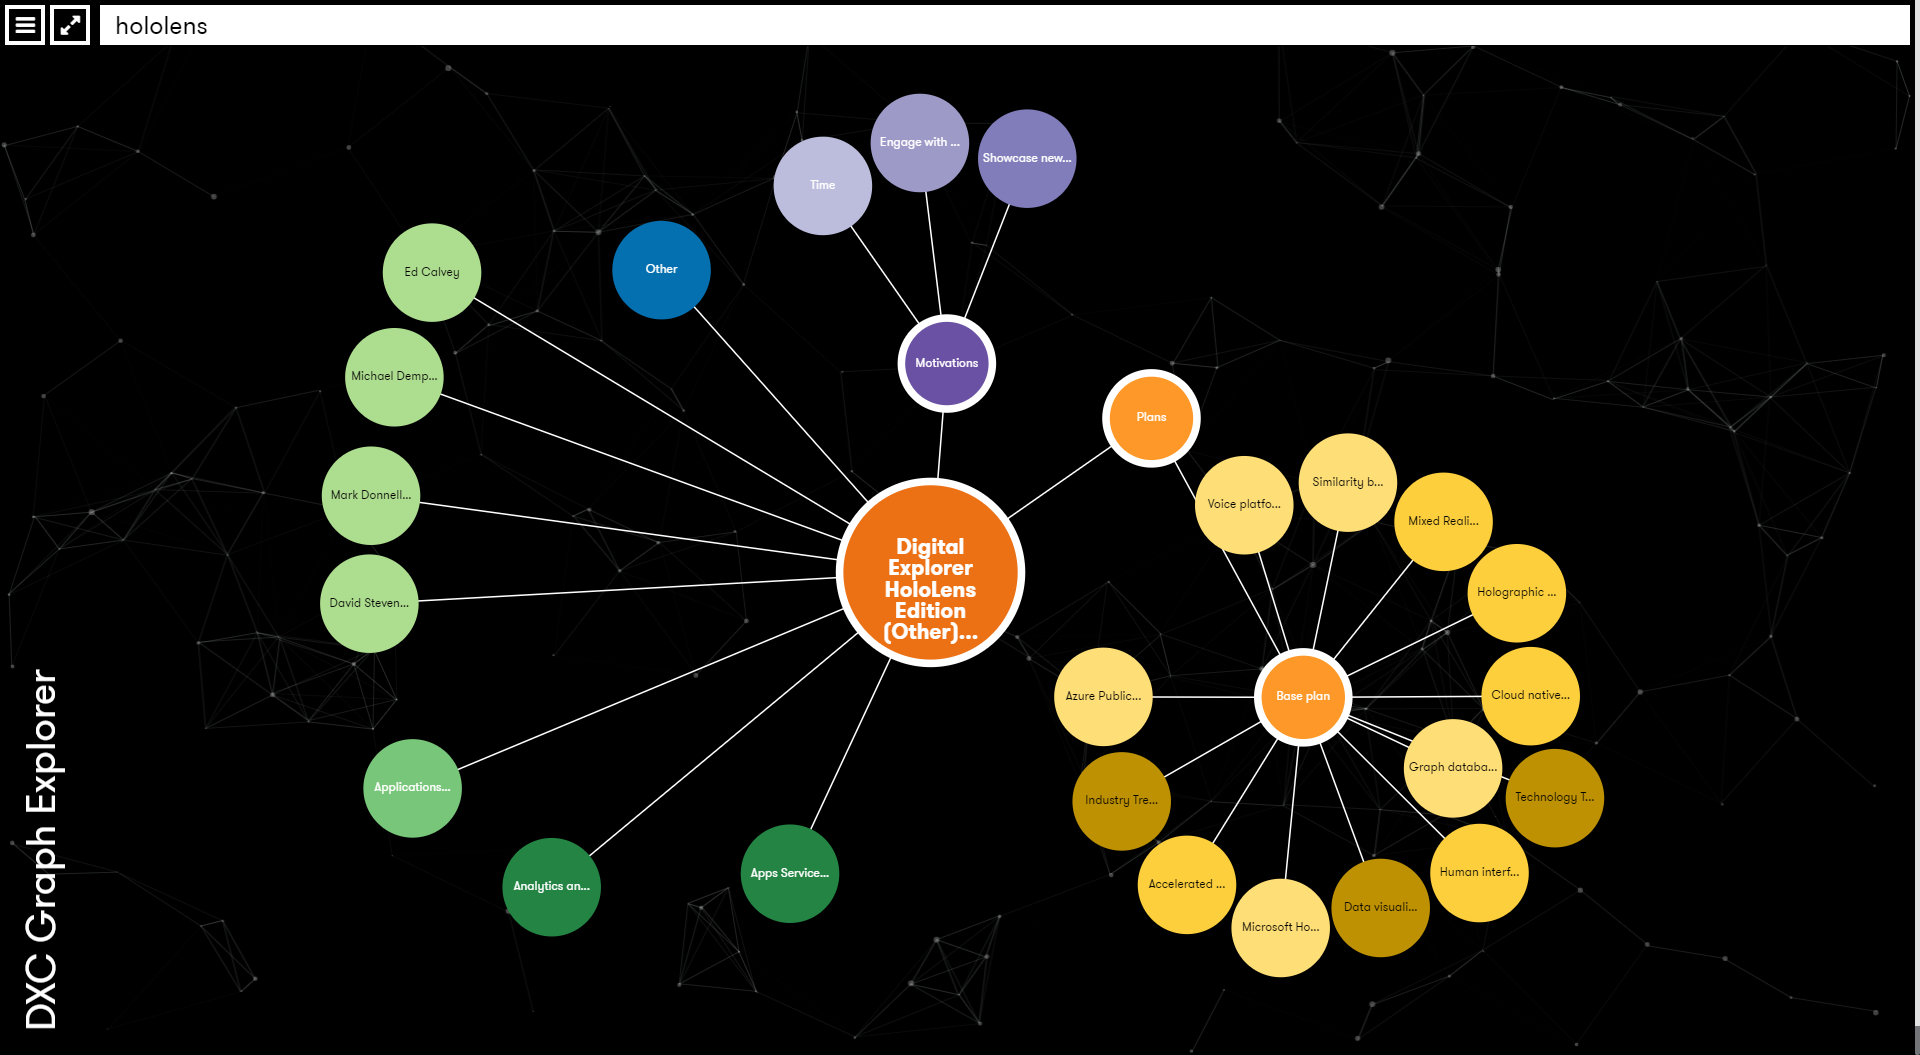 hololens
Engage with ...
Showcase new...
Time
Ed Calvey
Other
Michael Demp...
Motivations
Plans
Mark Donnell...
Voice platfo...
Similarity b...
Mixed Reali...
Digital
Explorer
HoloLens
Edition
(Other)...
David Steven...
Holographic ...
Azure Public...
Base plan
Cloud native...
Graph databa...
Applications...
Industry Tre...
Technology T...
Analytics an...
Apps Service...
Accelerated ...
Human interf...
Microsoft Ho...
Data visuali...
DXC Graph Explorer